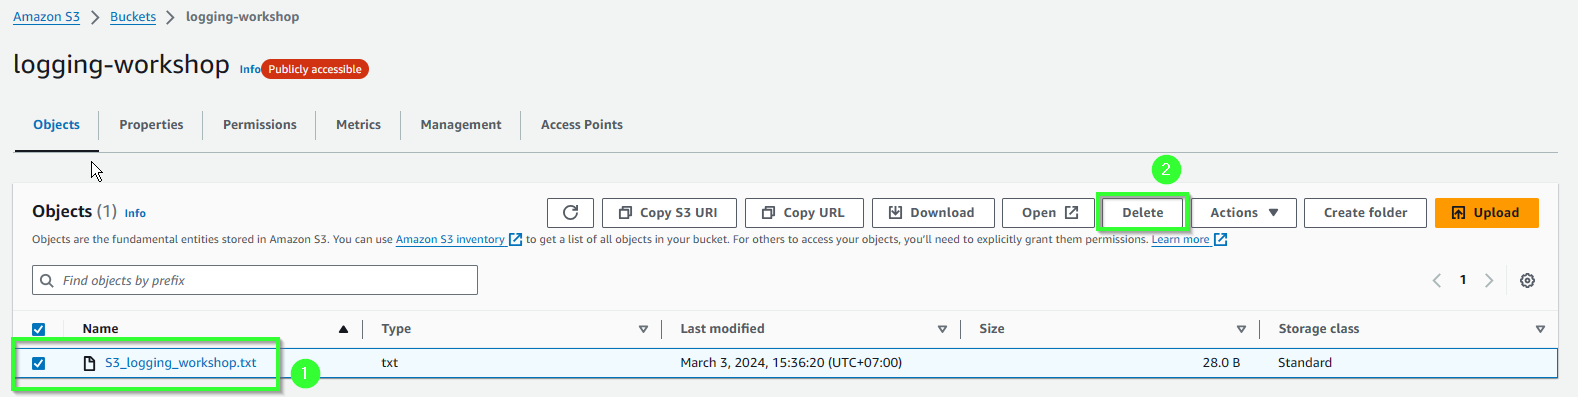 Amazon S3 > Buckets > logging-workshop
logging-workshop Info Publicly accessible
Objects Properties Permissions Metrics Management Access Points
2
Objects (1) Info Copy S3 URI Copy URL Download Open Delete Actions Create folder Upload
Objects are the fundamental entities stored in Amazon S3. You can use Amazon S3 inventory to get a list of all objects in your bucket. For others to access your objects, you'll need to explicitly grant them permissions. Learn more
Find objects by prefix < 1 >
Name Type Last modified Size Storage class
S3_logging_workshop.txt txt March 3, 2024, 15:36:20 (UTC+07:00) 28.0 B Standard
1